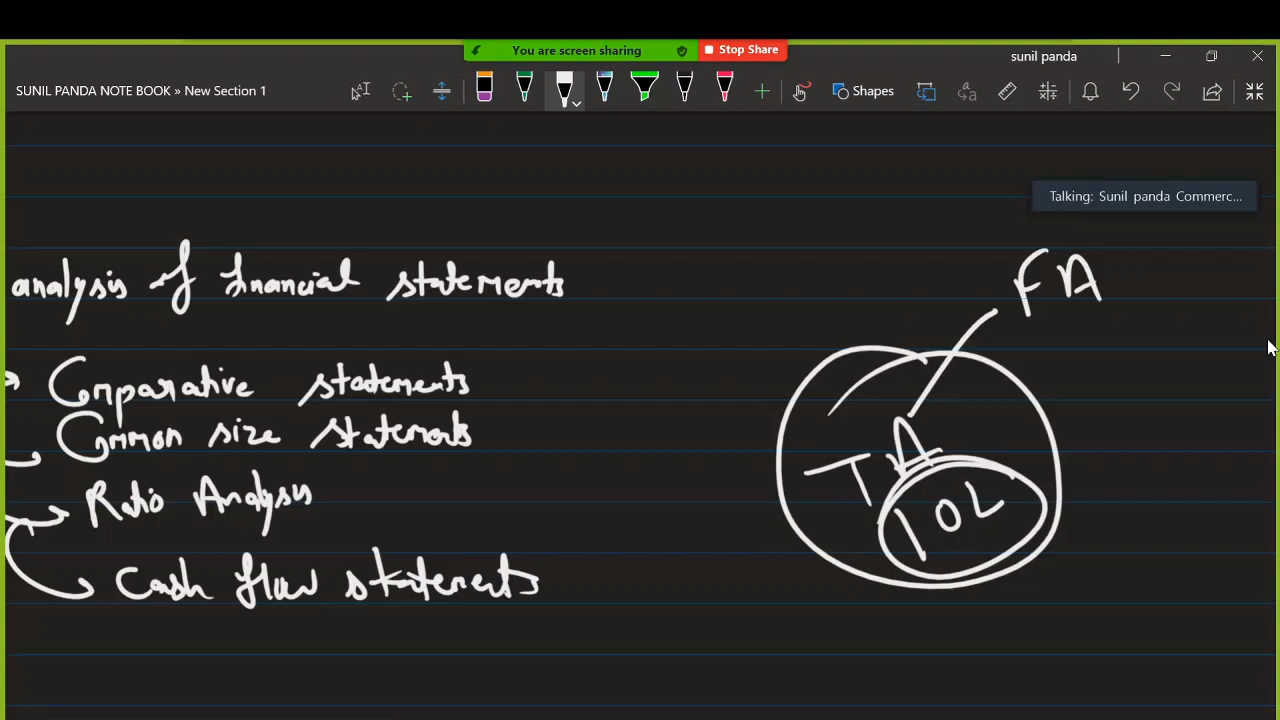 You are screen sharing
Stop Share
sunil panda
SUNIL PANDA NOTE BOOK » New Section 1
Shapes
Talking: Sunil panda Commerc...
analysis of financial statements
FA
Comparative statements
Common size statements
TA
Ratio Analysis
10L
Cash flow statements